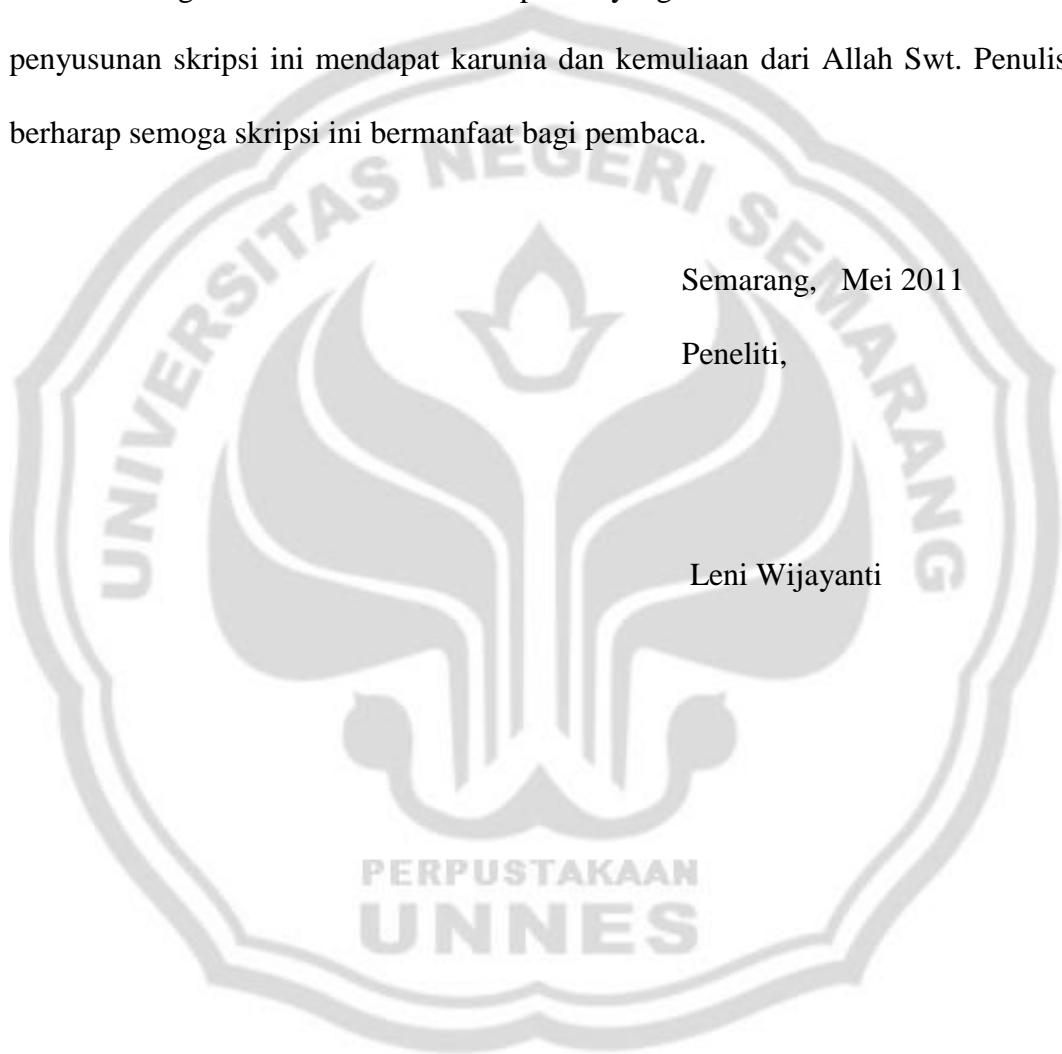 penyusunan skripsi ini mendapat karunia dan kemuliaan dari Allah Swt. Penulis
berharap semoga skripsi ini bermanfaat bagi pembaca.
UNIVERSITAS NEGERI SEMARANG
Semarang, Mei 2011
Peneliti,
Leni Wijayanti
PERPUSTAKAAN
UNNES